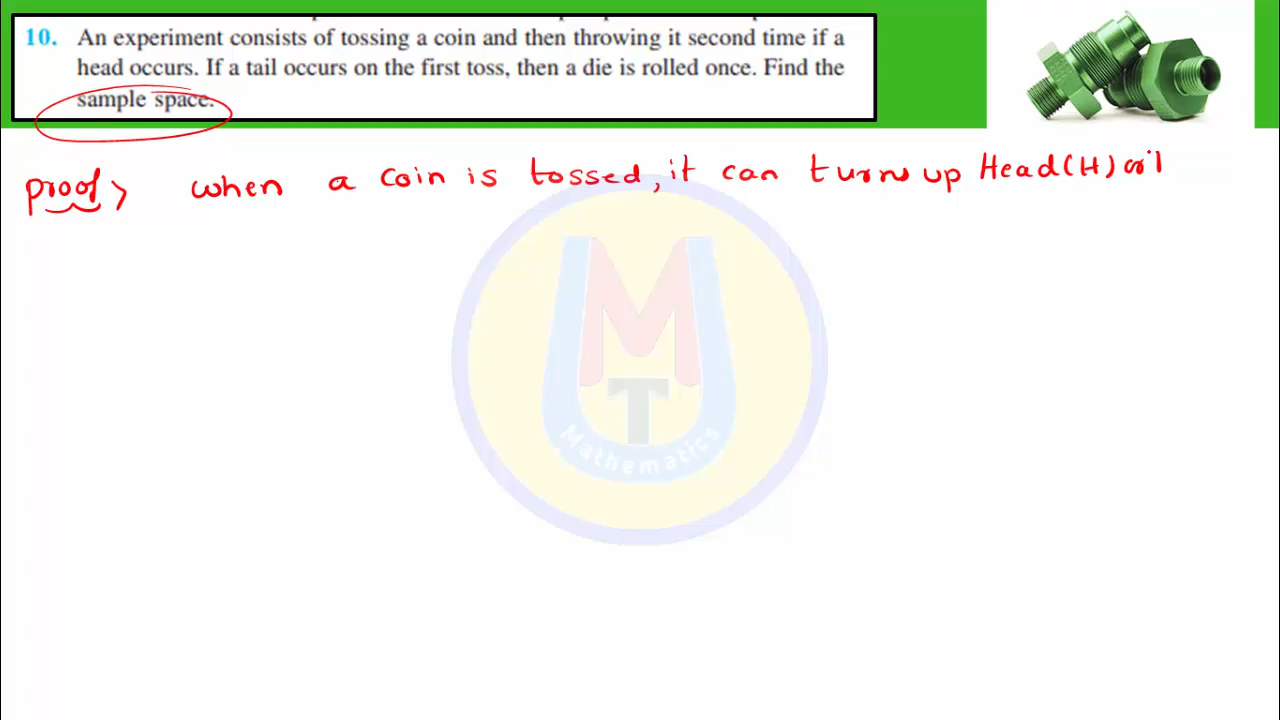 10. An experiment consists of tossing a coin and then throwing it second time if a
head occurs. If a tail occurs on the first toss, then a die is rolled once. Find the
sample space.
proof> when a coin is tossed, it can turns up Head(H)
M
U
T
Mathematics